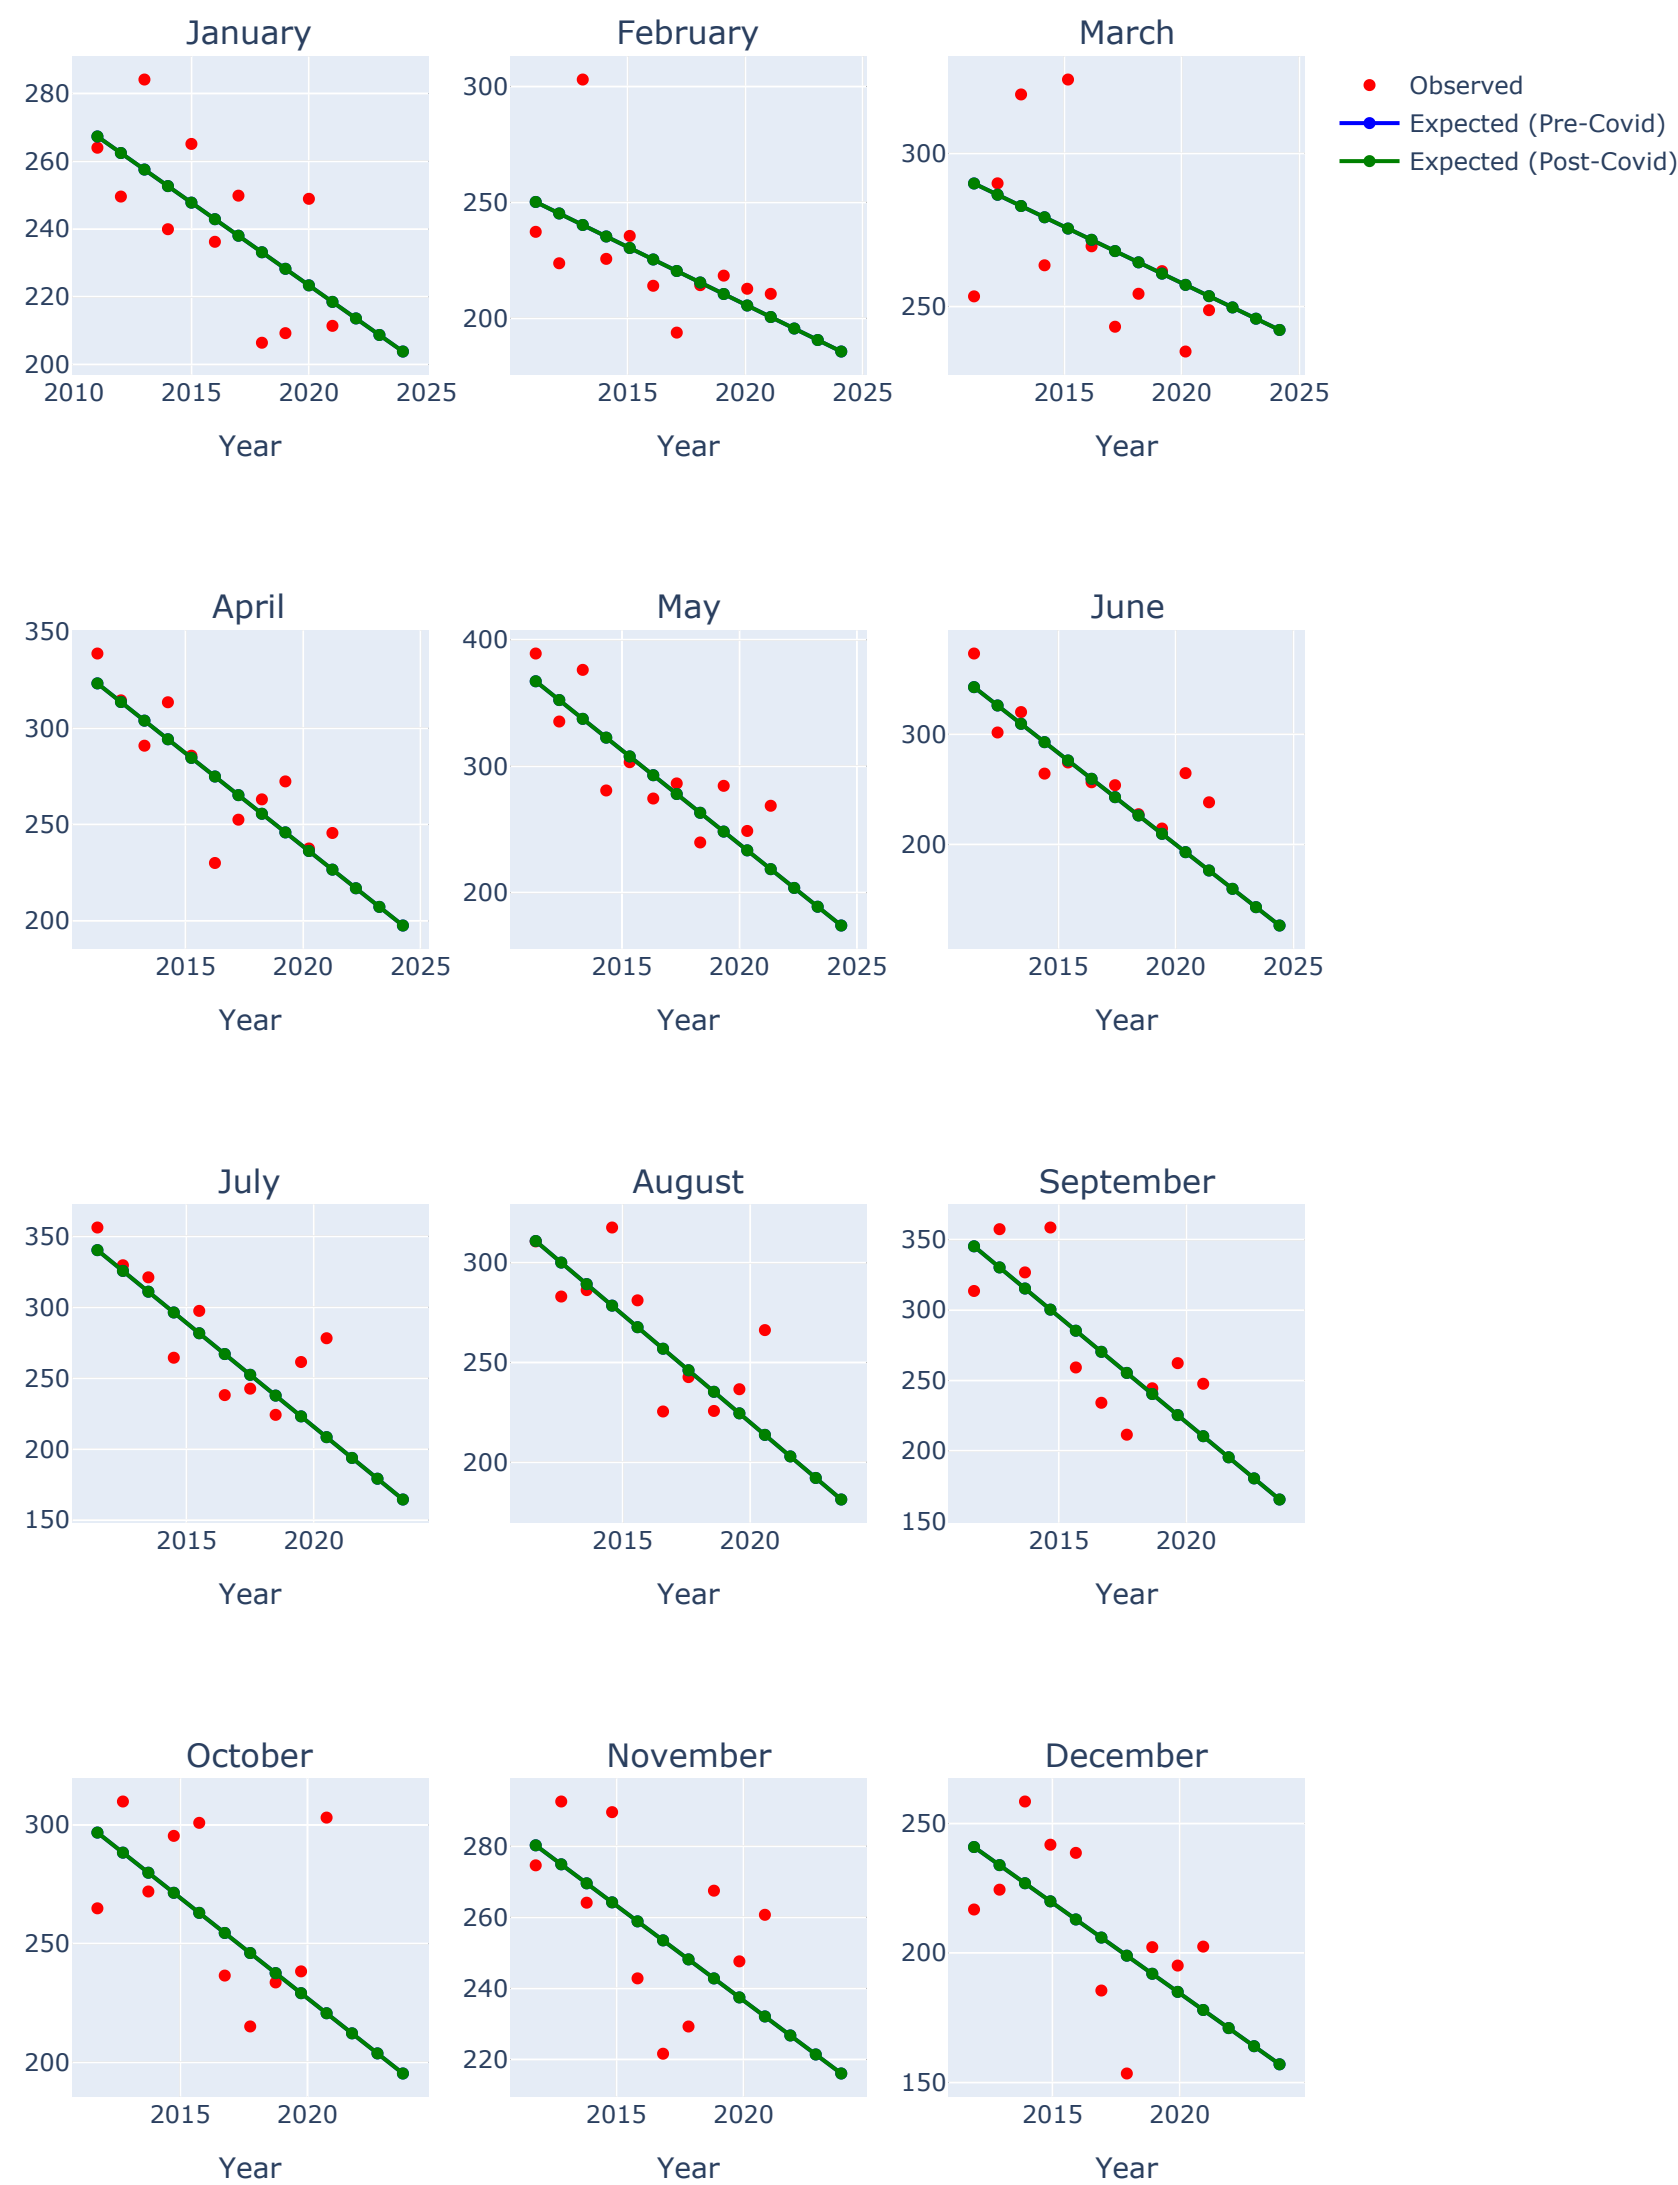 January
February
March
280
260
240
220
200
2010
2015
2020
2025
Year
300
250
200
2015
2020
2025
Year
300
250
2015
2020
2025
Year
Observed
Expected (Pre-Covid)
Expected (Post-Covid)
April
May
June
350
300
250
200
2015
2020
2025
Year
400
300
200
2015
2020
2025
Year
300
200
2015
2020
2025
Year
July
August
September
350
300
250
200
150
2015
2020
Year
300
250
200
2015
2020
Year
350
300
250
200
150
2015
2020
Year
October
November
December
300
250
200
2015
2020
Year
280
260
240
220
2015
2020
Year
250
200
150
2015
2020
Year